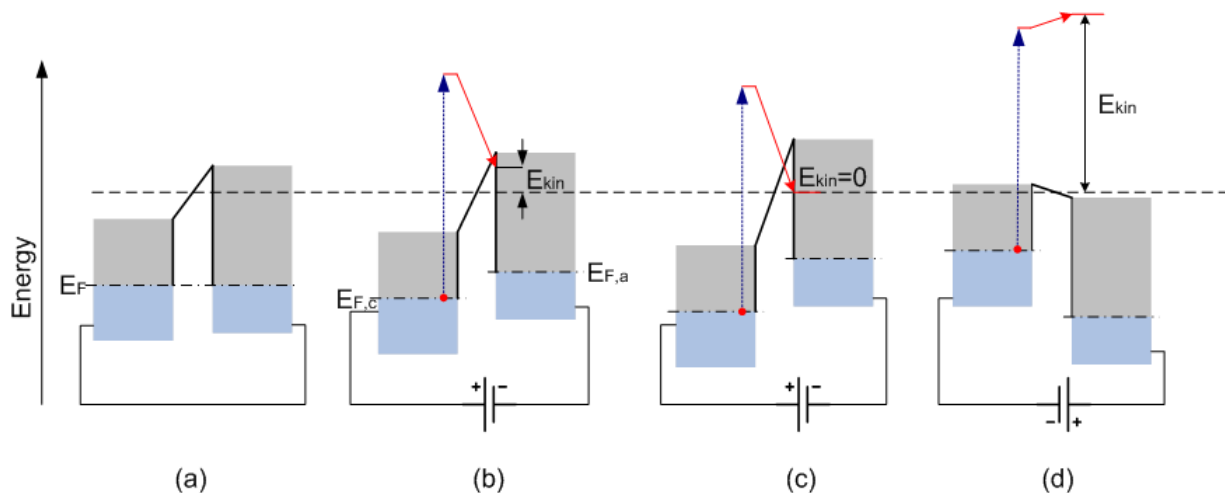 Energy
EF
EF,c
Ekin
EF,a
Ekin=0
Ekin
+ −
+ −
− +
(a)
(b)
(c)
(d)